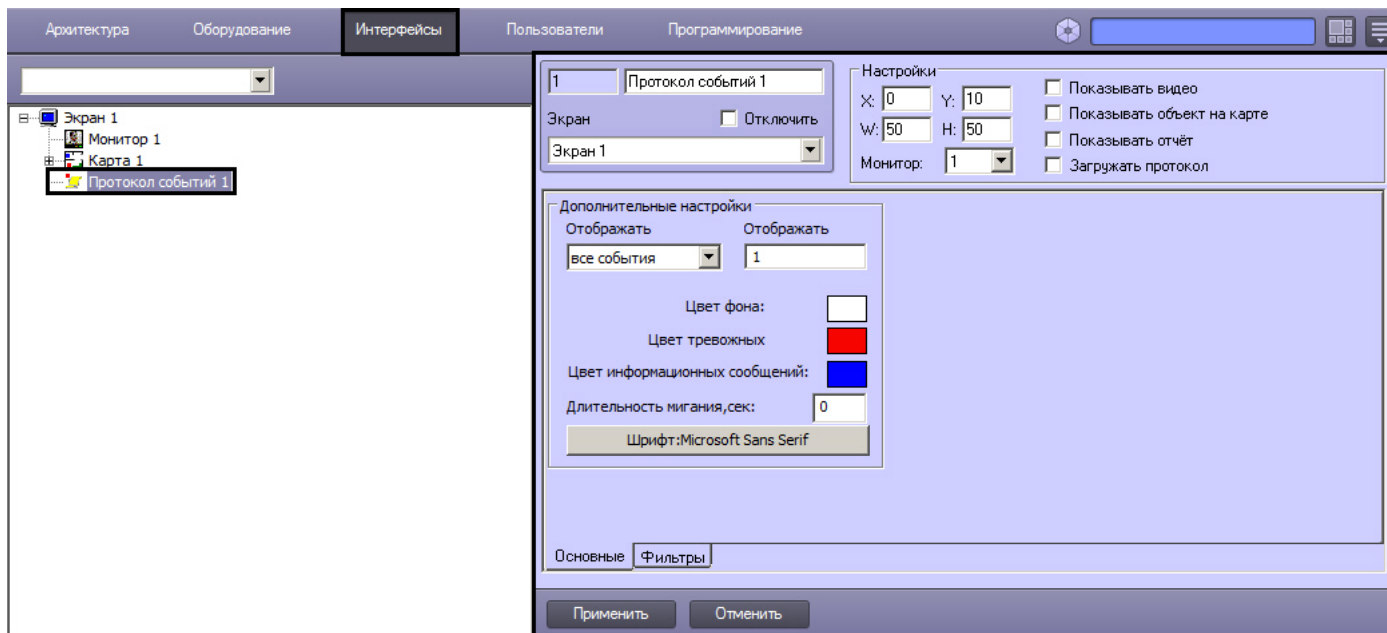 Архитектура Оборудование Интерфейсы Пользователи Программирование
Экран 1
Монитор 1
Карта 1
Протокол событий 1
1 Протокол событий 1
Экран Отключить
Экран 1
Настройки
X: 0 Y: 10
W: 50 H: 50
Монитор: 1
Показывать видео
Показывать объект на карте
Показывать отчёт
Загружать протокол
Дополнительные настройки
Отображать Отображать
все события 1
Цвет фона:
Цвет тревожных
Цвет информационных сообщений:
Длительность мигания,сек: 0
Шрифт:Microsoft Sans Serif
Основные Фильтры
Применить Отменить